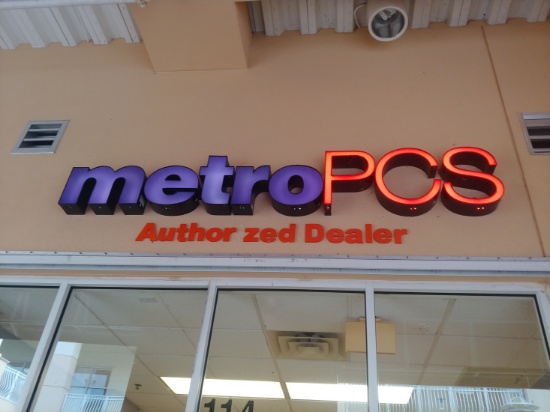 metroPCS
Author zed Dealer
114